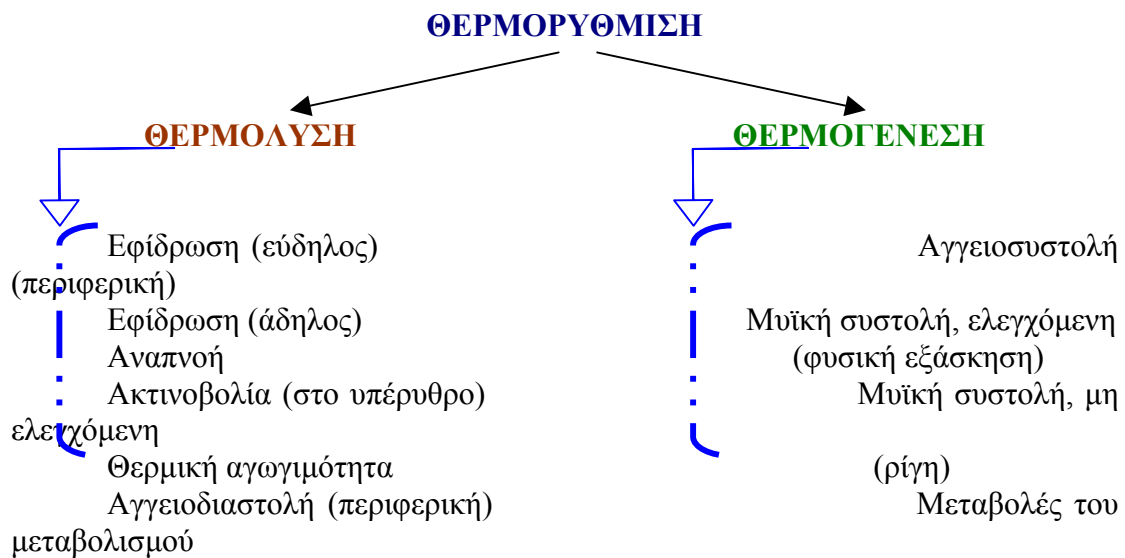 ΘΕΡΜΟΡΥΘΜΙΣΗ
ΘΕΡΜΟΛΥΣΗ ΘΕΡΜΟΓΕΝΕΣΗ
Εφίδρωση (εύδηλος) Αγγειοσυστολή
(περιφερική)
Εφίδρωση (άδηλος) Μυϊκή συστολή, ελεγχόμενη
Αναπνοή (φυσική εξάσκηση)
Ακτινοβολία (στο υπέρυθρο) Μυϊκή συστολή, μη
ελεγχόμενη
Θερμική αγωγιμότητα (ρίγη)
Αγγειοδιαστολή (περιφερική) Μεταβολές του
μεταβολισμού